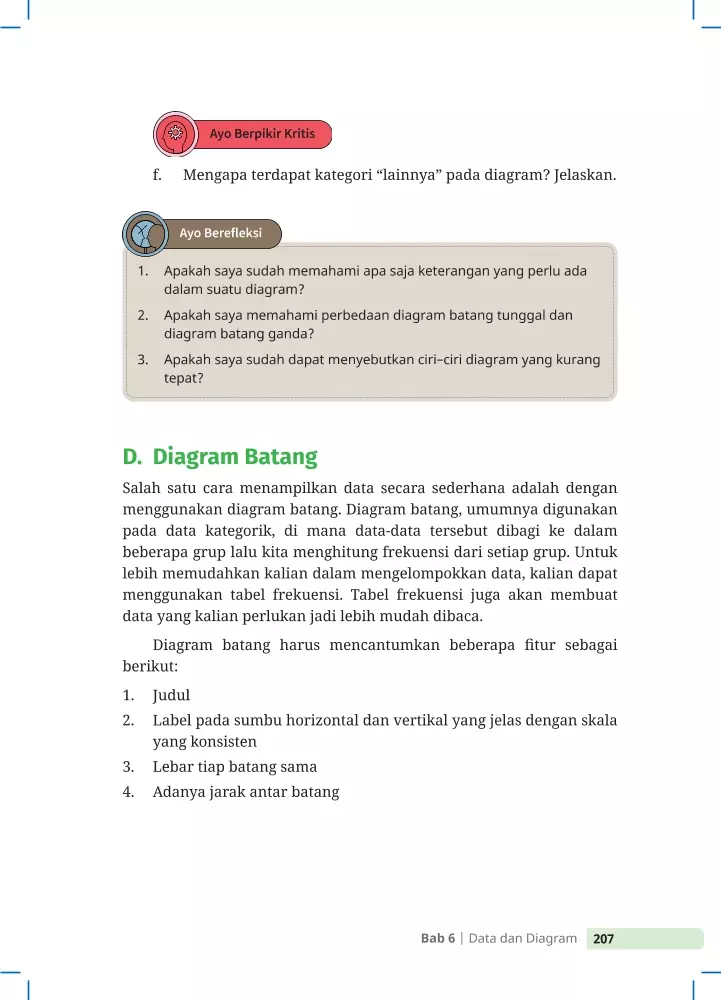 Ayo Berpikir Kritis
f. Mengapa terdapat kategori “lainnya” pada diagram? Jelaskan.
Ayo Berefleksi
1. Apakah saya sudah memahami apa saja keterangan yang perlu ada
dalam suatu diagram?
2. Apakah saya memahami perbedaan diagram batang tunggal dan
diagram batang ganda?
3. Apakah saya sudah dapat menyebutkan ciri–ciri diagram yang kurang
tepat?
D. Diagram Batang
Salah satu cara menampilkan data secara sederhana adalah dengan
menggunakan diagram batang. Diagram batang, umumnya digunakan
pada data kategorik, di mana data-data tersebut dibagi ke dalam
beberapa grup lalu kita menghitung frekuensi dari setiap grup. Untuk
lebih memudahkan kalian dalam mengelompokkan data, kalian dapat
menggunakan tabel frekuensi. Tabel frekuensi juga akan membuat
data yang kalian perlukan jadi lebih mudah dibaca.
Diagram batang harus mencantumkan beberapa fitur sebagai
berikut:
1. Judul
2. Label pada sumbu horizontal dan vertikal yang jelas dengan skala
yang konsisten
3. Lebar tiap batang sama
4. Adanya jarak antar batang
Bab 6 | Data dan Diagram 207